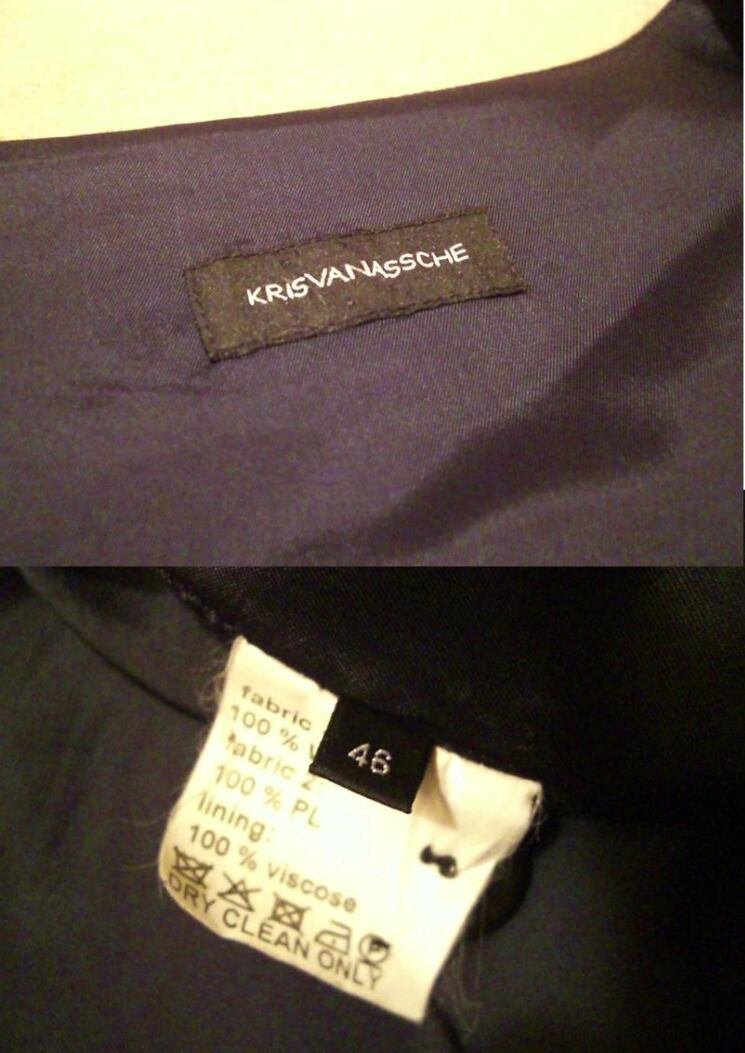 KRISVANASSCHE
46
fabric
100 %
fabric 2:
100 % PL
lining:
100 % viscose
DRY CLEAN ONLY